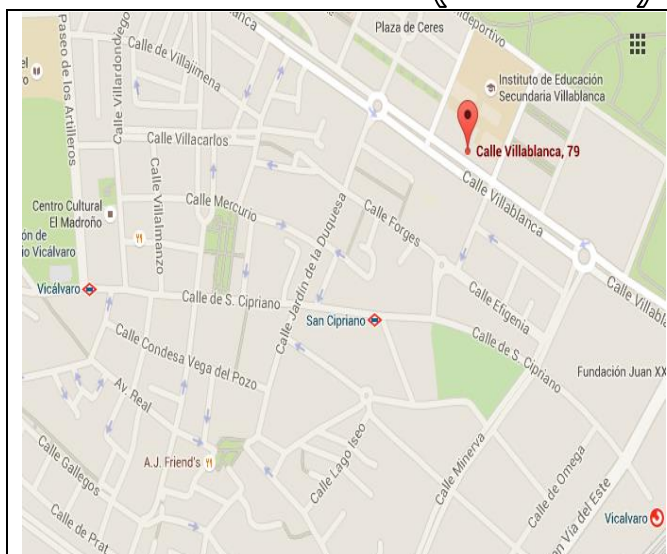 Plaza de Ceres
Paseo de los Artilleros
Calle Villardondiego
Calle de Villajimena
Instituto de Educación
Secundaria Villablanca
Calle Villacarlos
Calle Villablanca, 79
Calle Villalmanzo
Calle Mercurio
Calle Villablanca
Centro Cultural
El Madroño
Calle Forges
Calle Jardín de la Duquesa
Vicálvaro
Vicálvaro
Calle de S. Cipriano
Calle Efigenia
San Cipriano
Calle de S. Cipriano
Calle Condesa Vega del Pozo
Fundación Juan XX
Av. Real
A.J. Friend's
Calle Gallegos
Calle Lago Iseo
Calle Minerva
Calle de Omega
Calle de Prat
Vía del Este
Vicalvaro